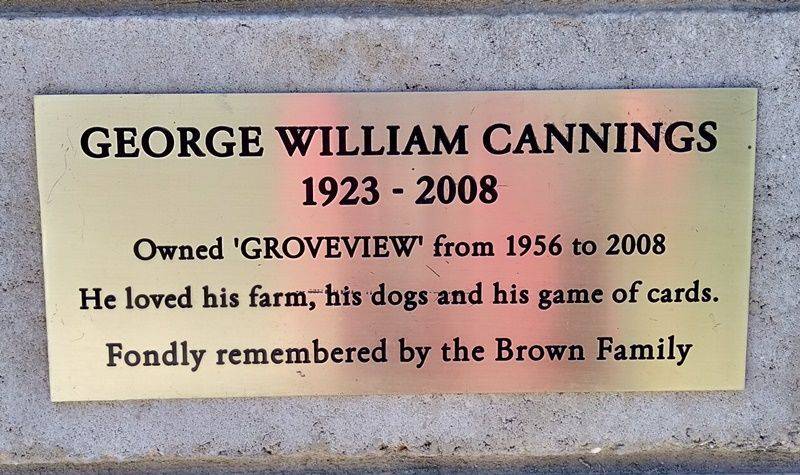 GEORGE WILLIAM CANNINGS
1923 - 2008
Owned 'GROVEVIEW' from 1956 to 2008
He loved his farm, his dogs and his game of cards.
Fondly remembered by the Brown Family